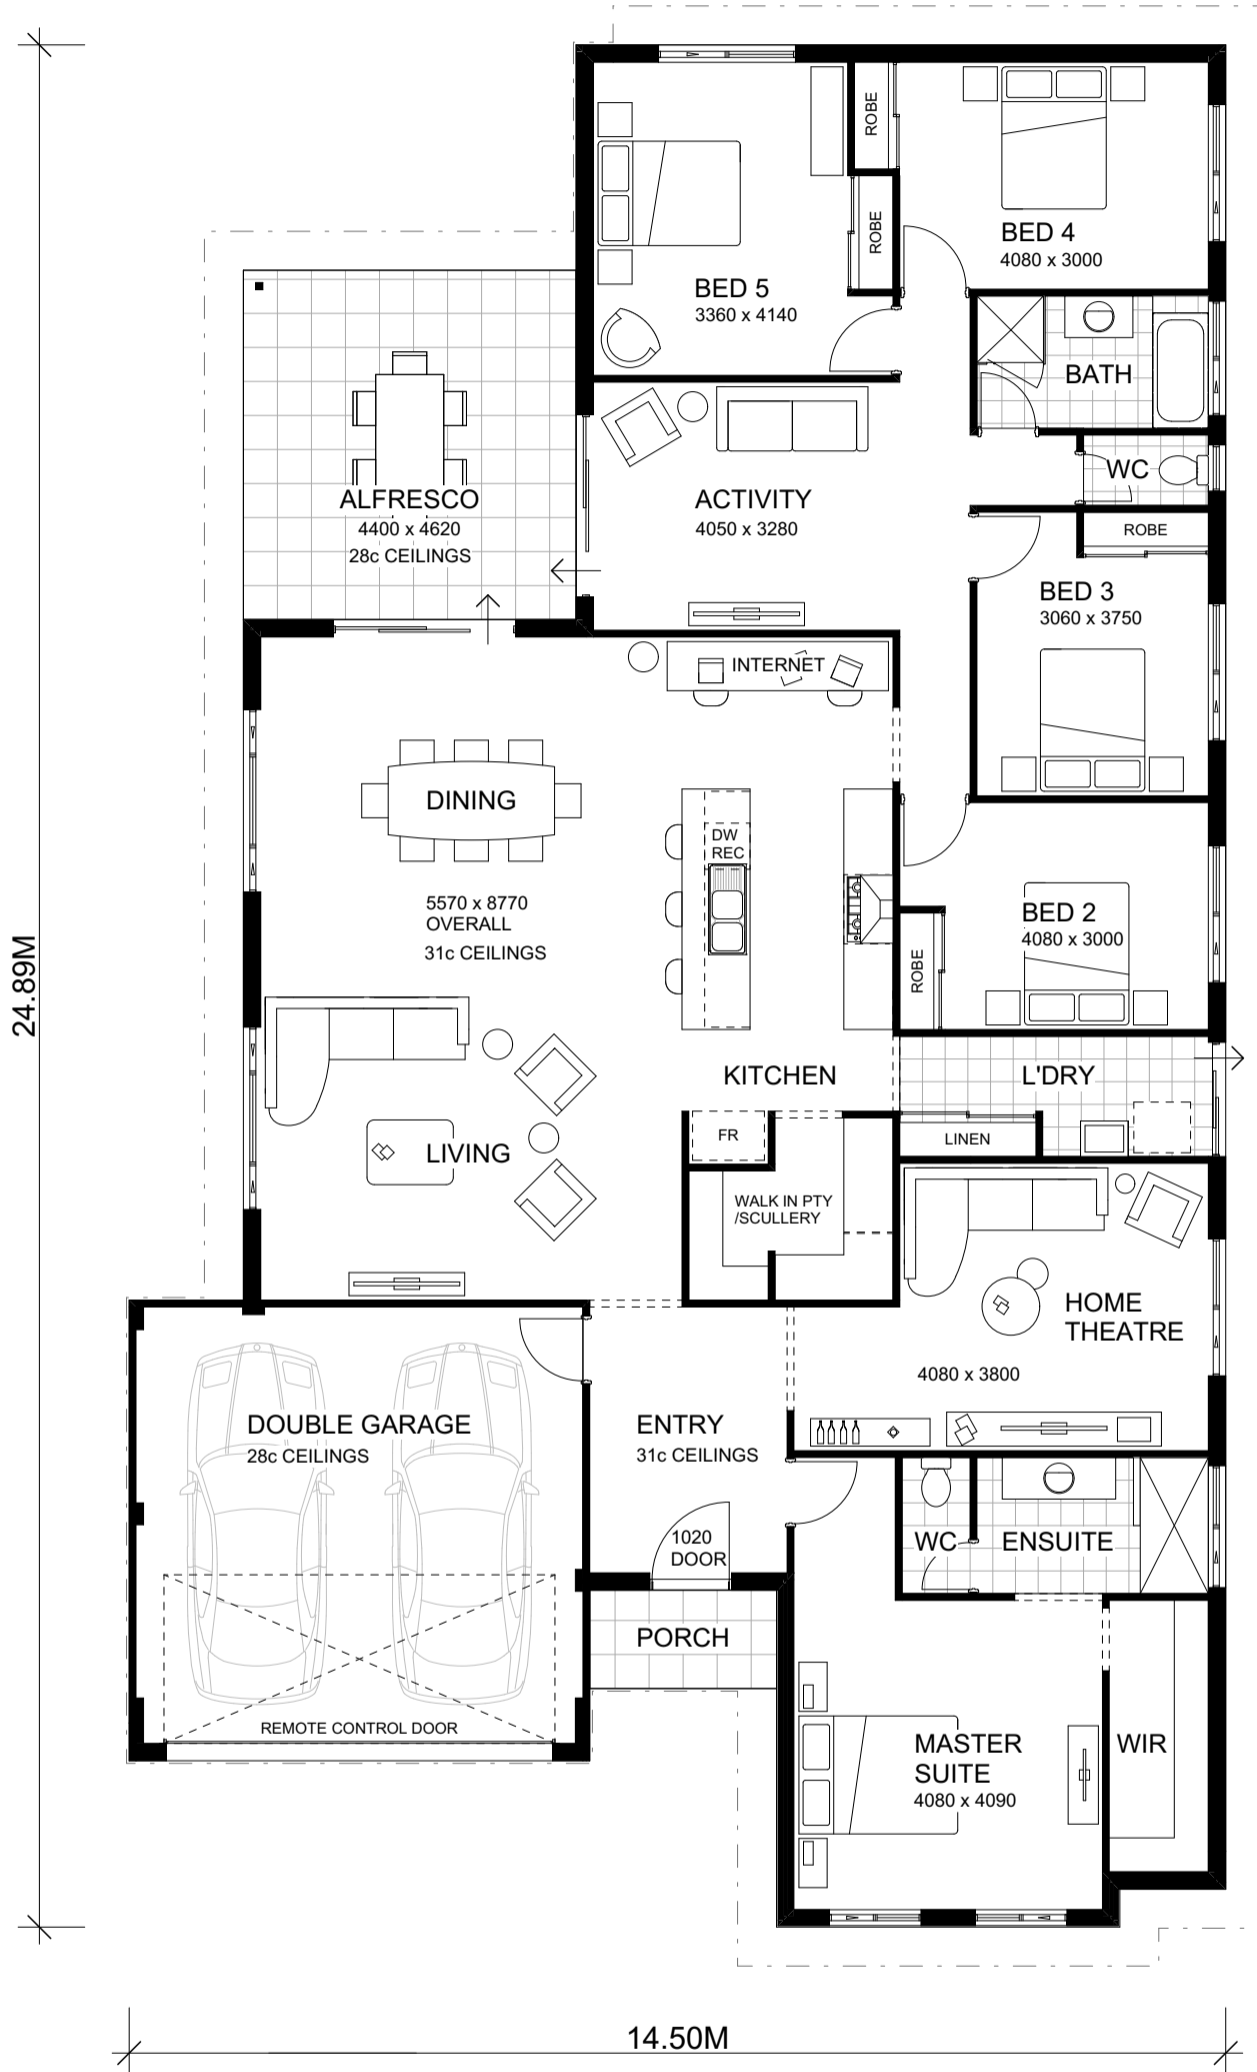 ROBE
ROBE
BED 4
4080 x 3000
BED 5
3360 x 4140
BATH
WC
ALFRESCO
4400 x 4620
28c CEILINGS
ACTIVITY
4050 x 3280
ROBE
BED 3
3060 x 3750
INTERNET
DINING
DW
REC
5570 x 8770
OVERALL
31c CEILINGS
BED 2
4080 x 3000
ROBE
24.89M
KITCHEN
L'DRY
FR
LINEN
LIVING
WALK IN PTY
/SCULLERY
HOME
THEATRE
4080 x 3800
DOUBLE GARAGE
28c CEILINGS
ENTRY
31c CEILINGS
1020
DOOR
WC
ENSUITE
PORCH
REMOTE CONTROL DOOR
MASTER
SUITE
4080 x 4090
WIR
14.50M